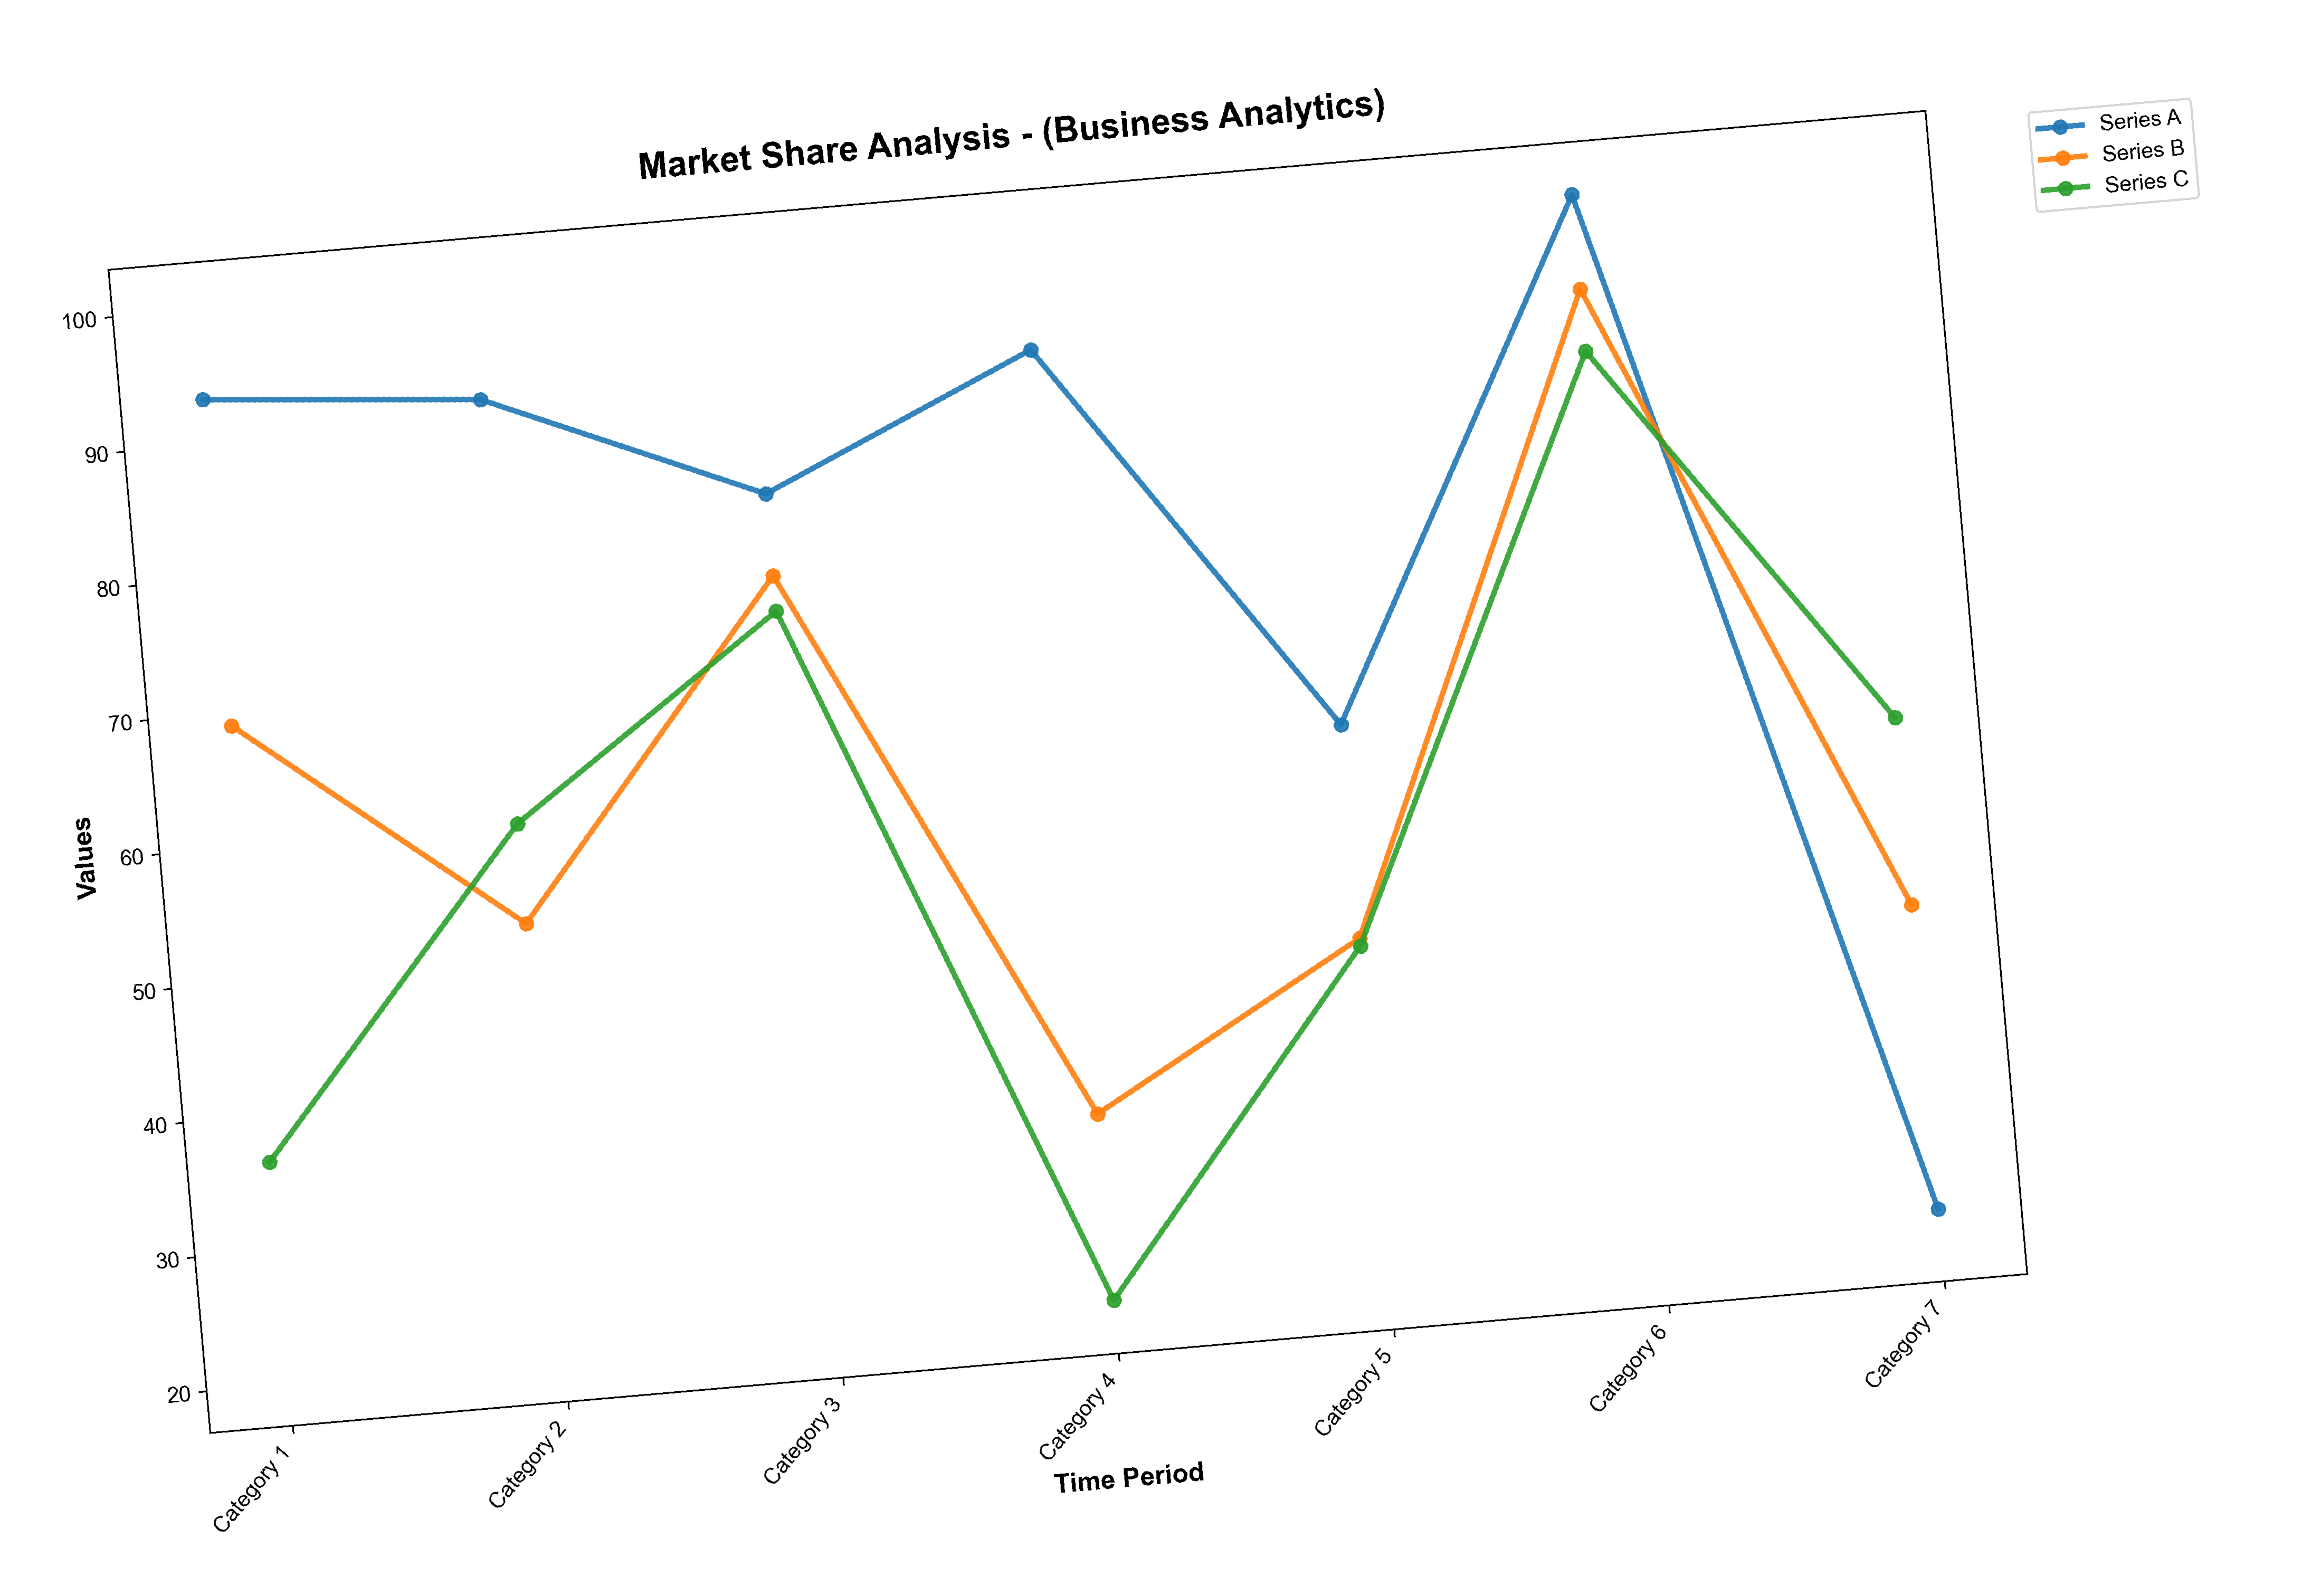 Market Share Analysis - (Business Analytics)
Series A
Series B
Series C
100
90
80
70
60
50
40
30
20
Values
Category 1
Category 2
Category 3
Category 4
Category 5
Category 6
Category 7
Time Period